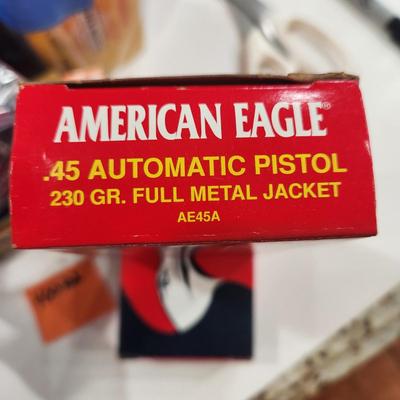 AMERICAN EAGLE®
.45 AUTOMATIC PISTOL
230 GR. FULL METAL JACKET
AE45A